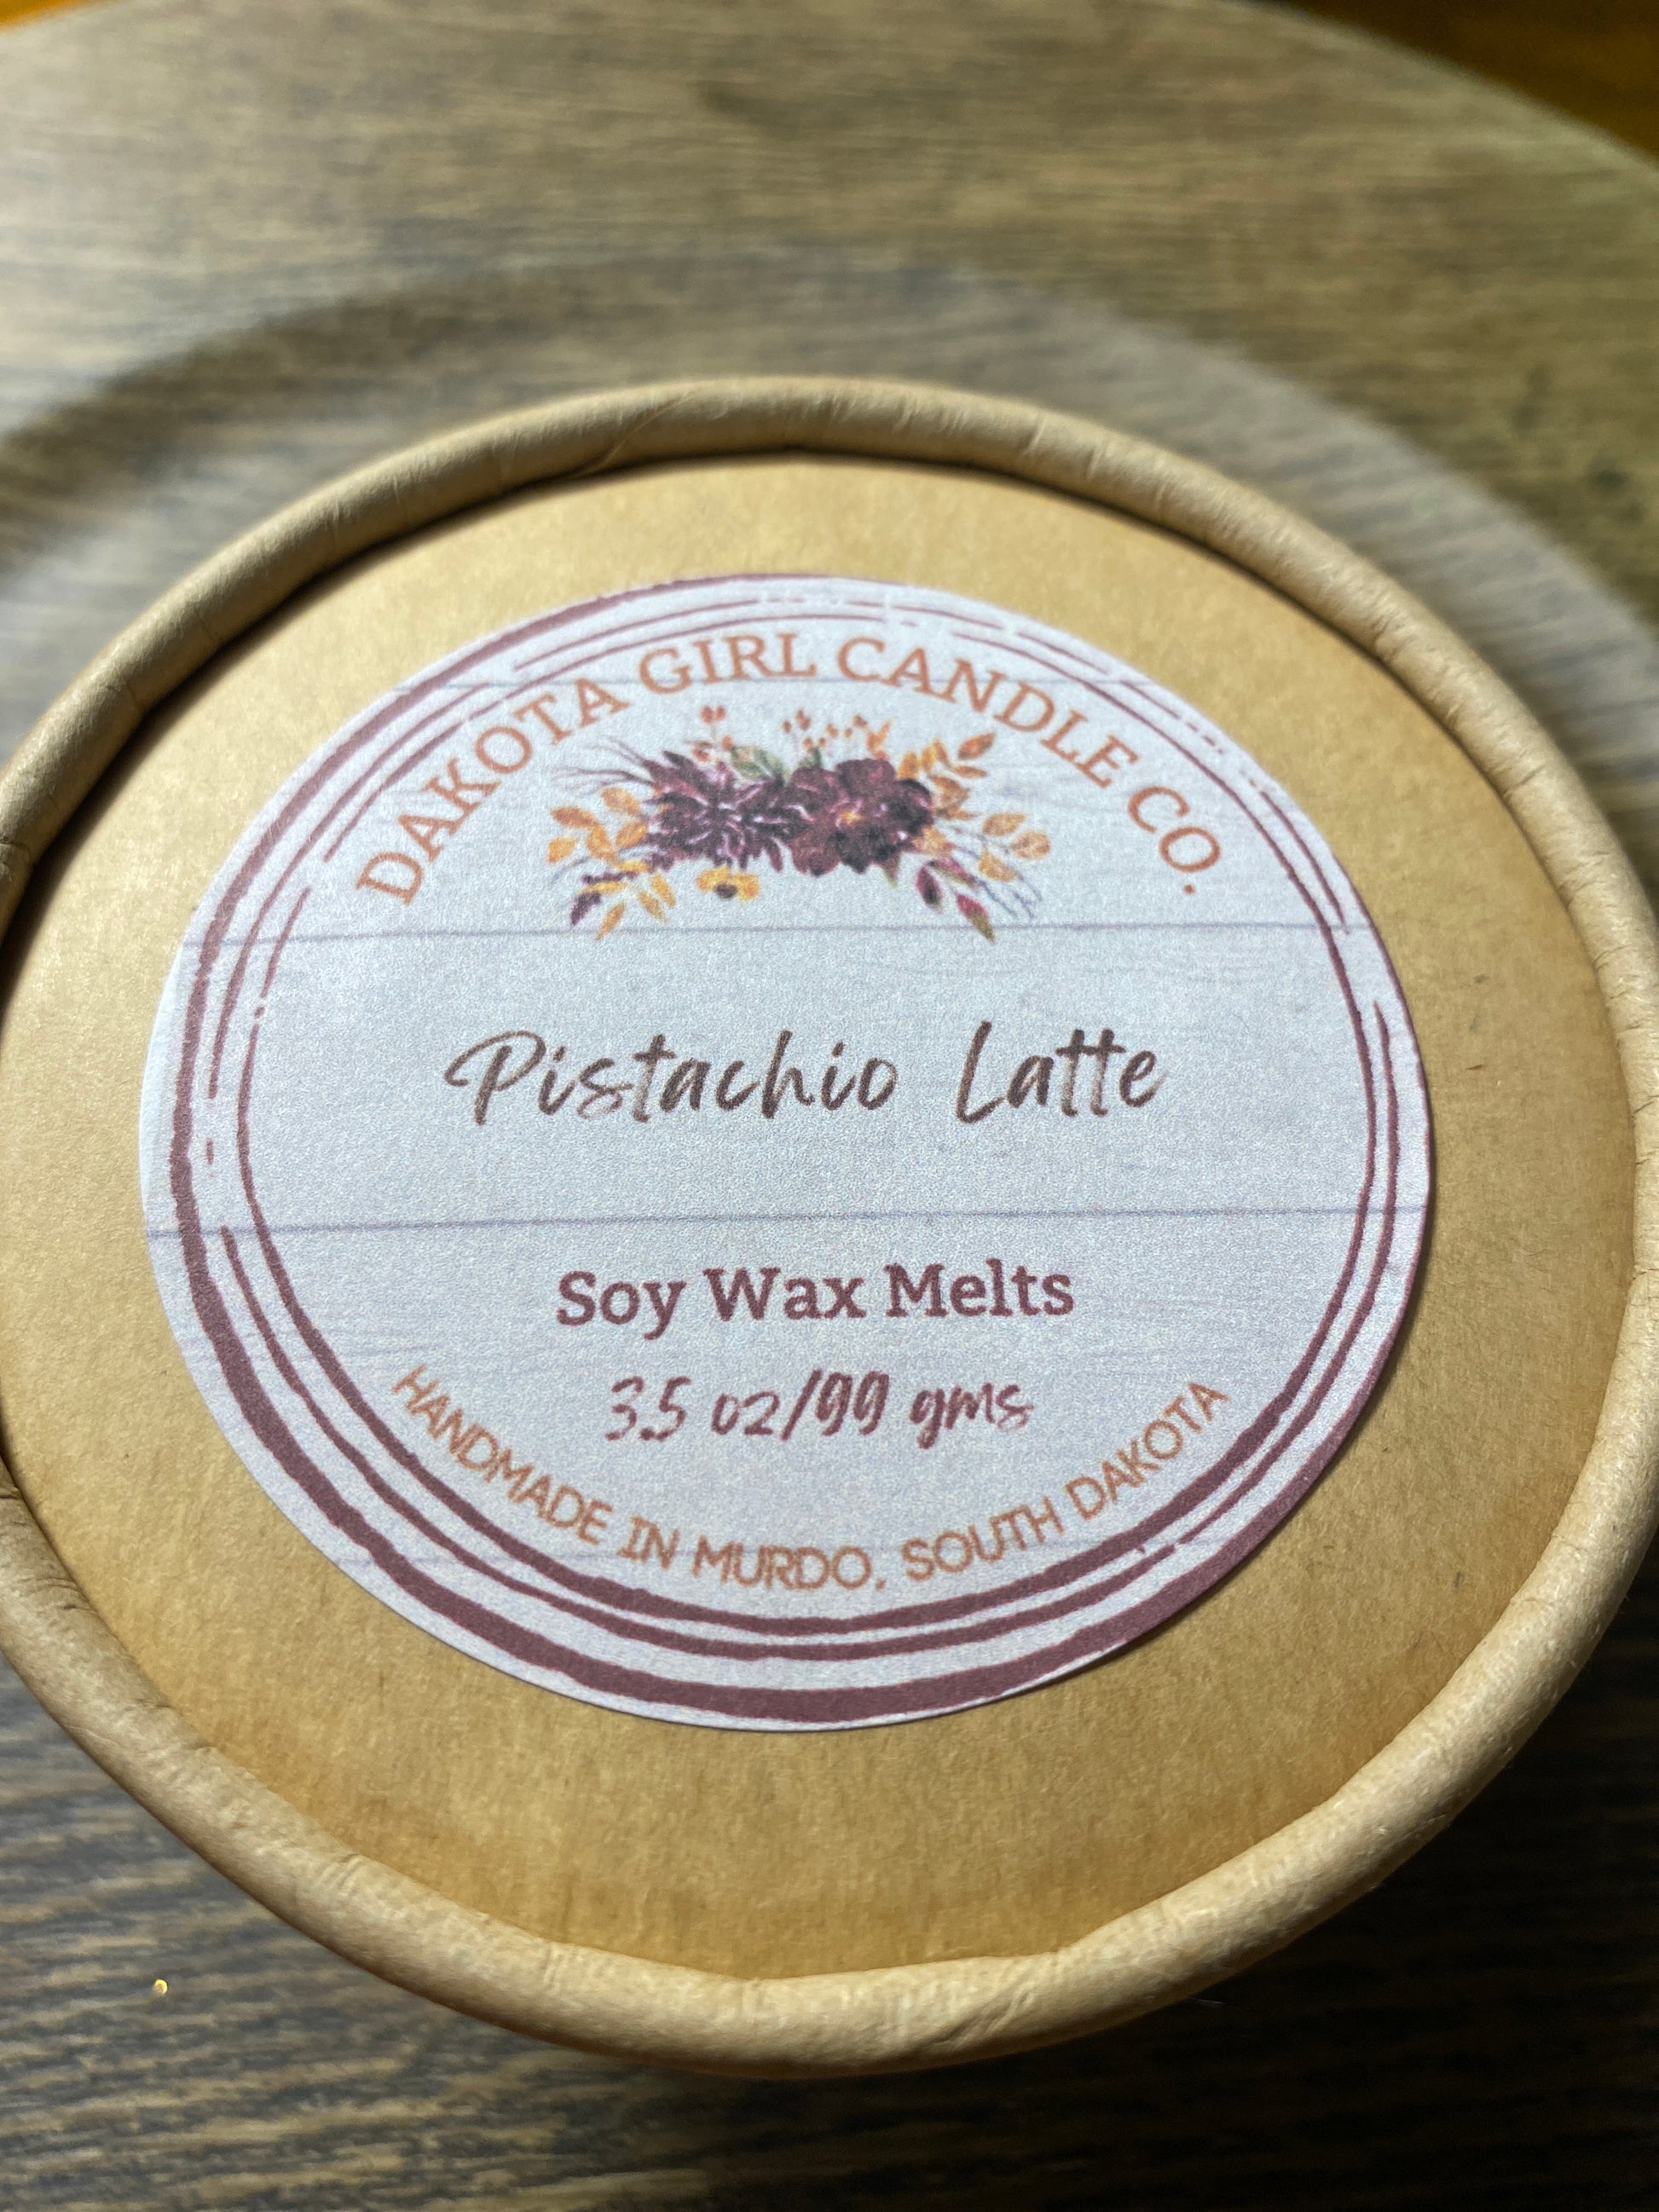 DAKOTA GIRL CANDLE CO.
Pistachio Latte
Soy Wax Melts
3.5 oz/99 gms
HANDMADE IN MURDO, SOUTH DAKOTA